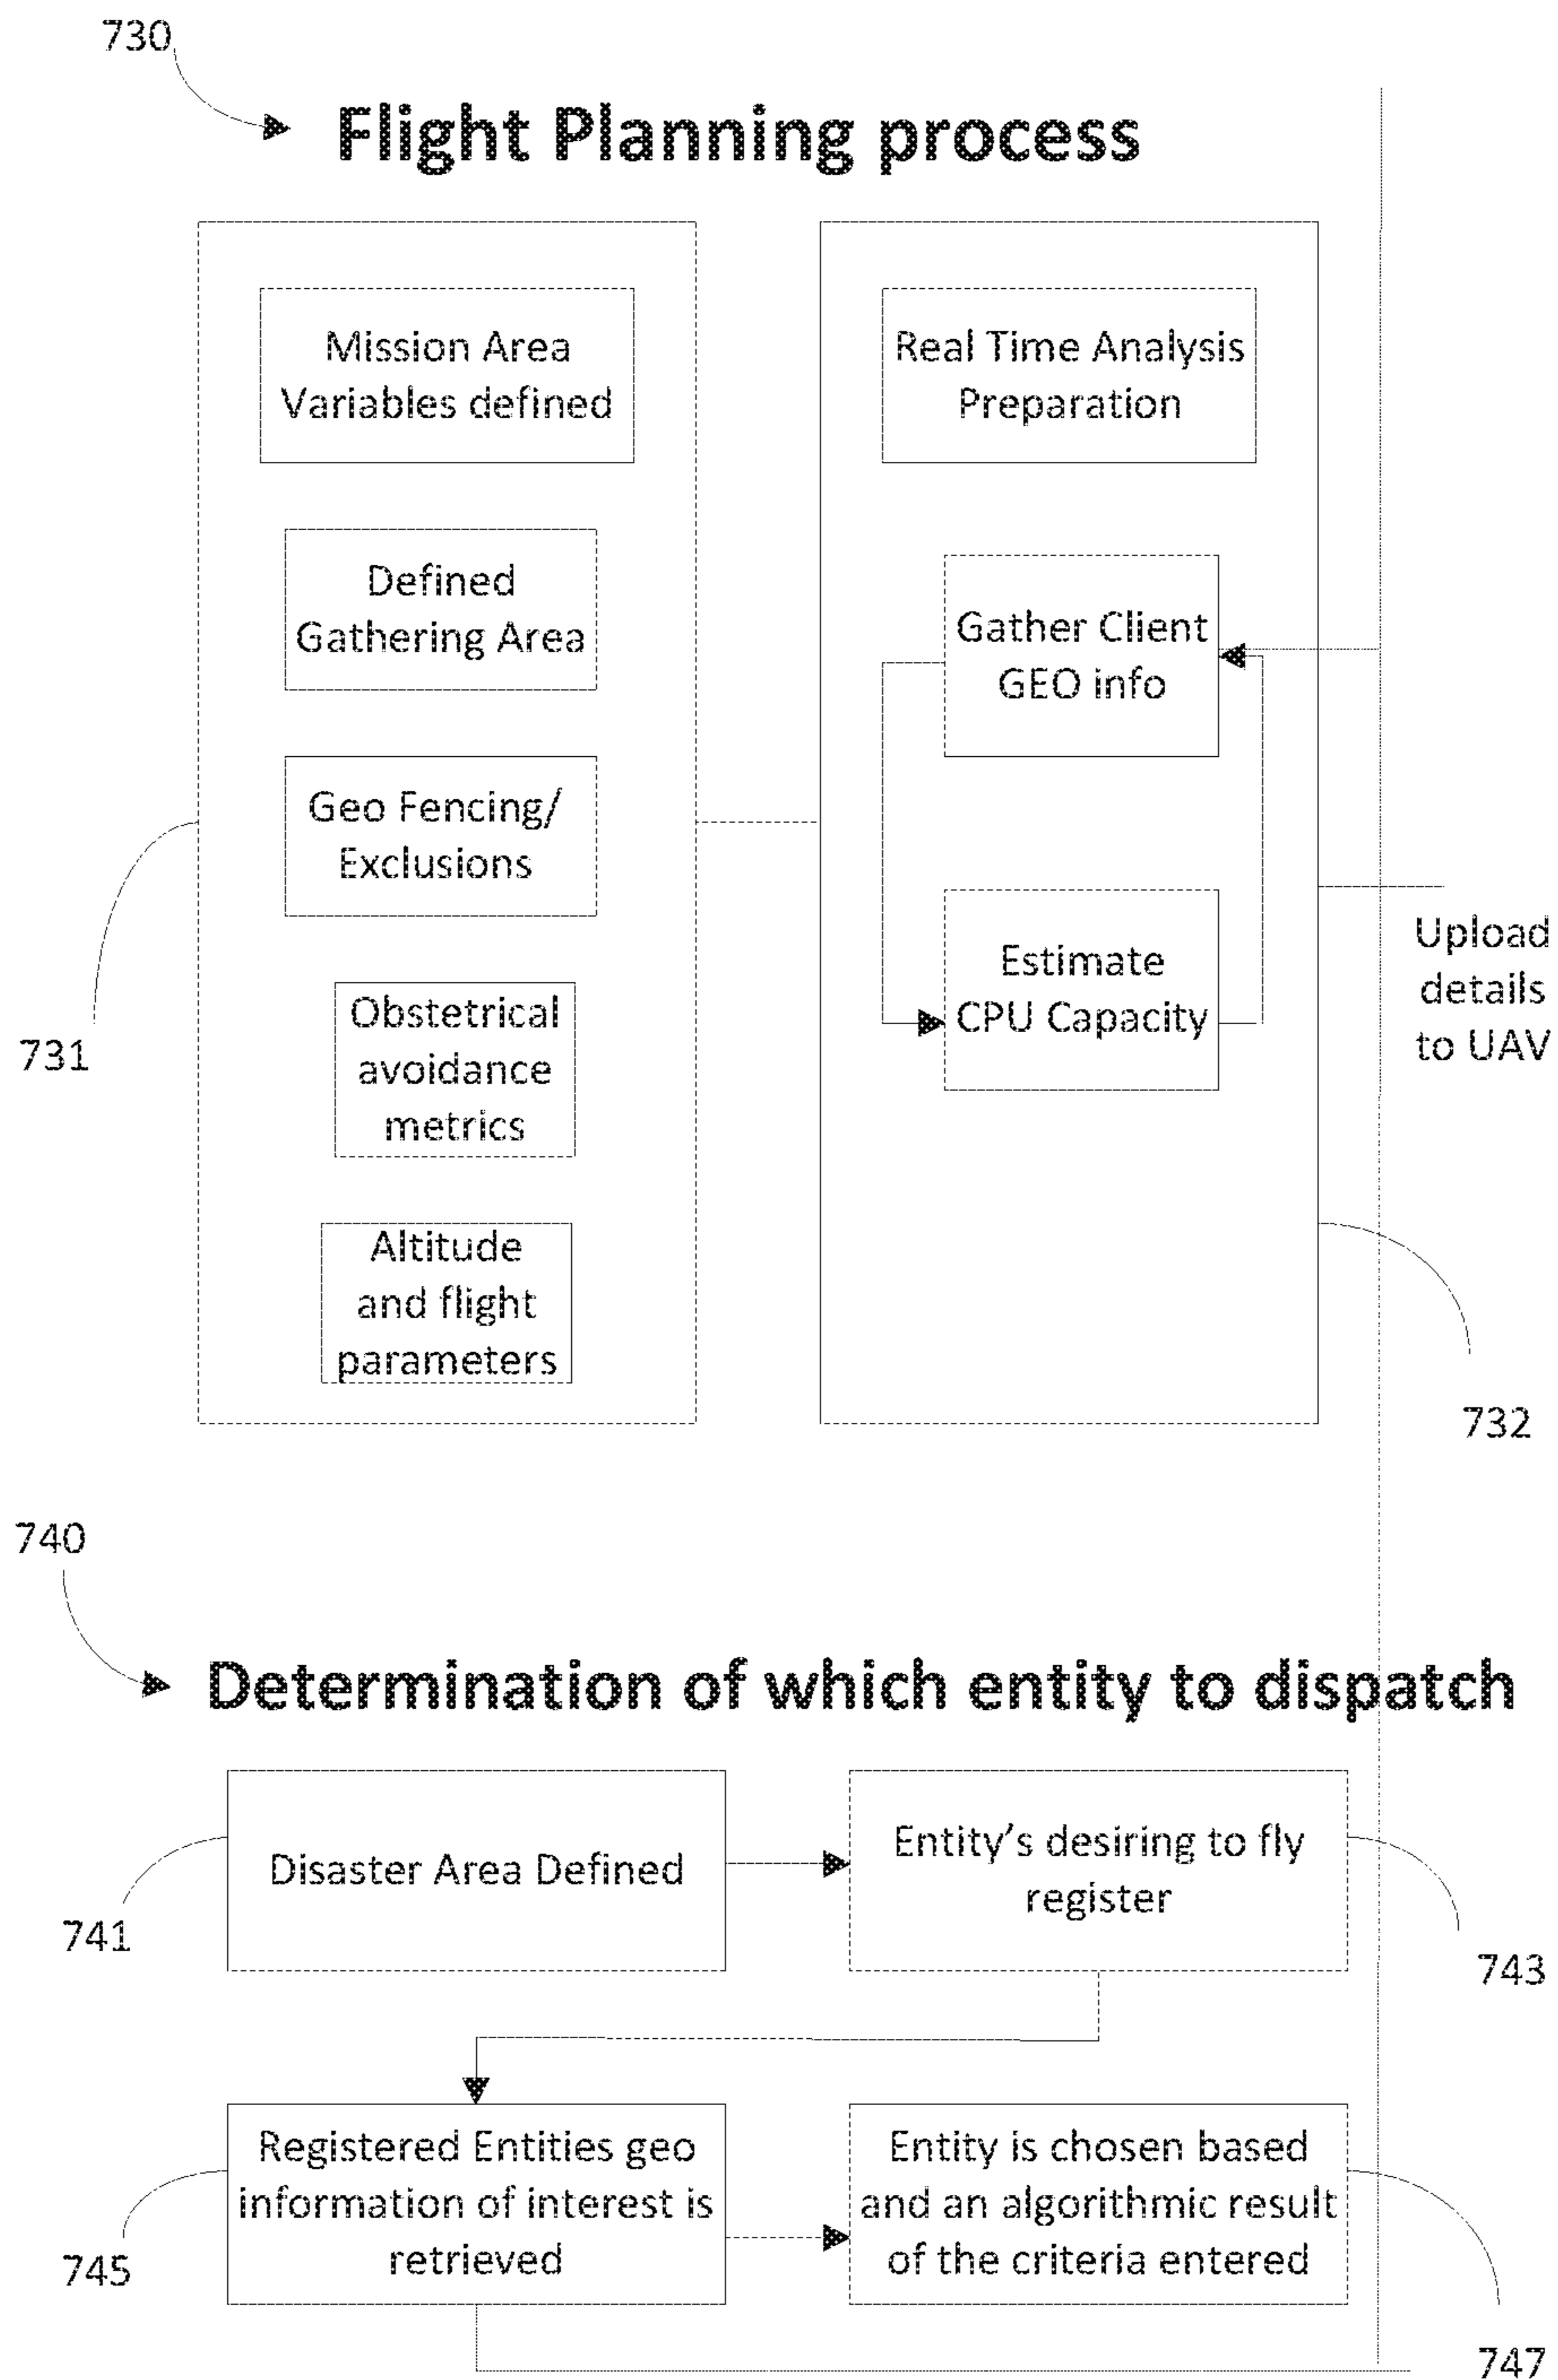 730
Flight Planning process
Mission Area
Variables defined
Defined
Gathering Area
Geo Fencing/
Exclusions
Obstetrical
avoidance
metrics
Altitude
and flight
parameters
731
Real Time Analysis
Preparation
Gather Client
GEO info
Estimate
CPU Capacity
Upload
details
to UAV
732
740
Determination of which entity to dispatch
Disaster Area Defined
741
Entity's desiring to fly
register
743
Registered Entities geo
information of interest is
retrieved
745
Entity is chosen based
and an algorithmic result
of the criteria entered
747